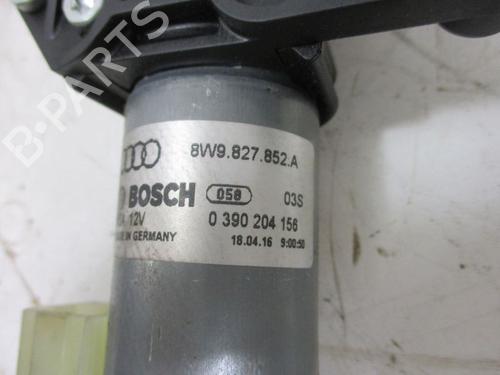 B-PARTS
8W9.827.852.A
BOSCH 058 03S
12V 0 390 204 156
IN GERMANY 18.04.16 9:00:50